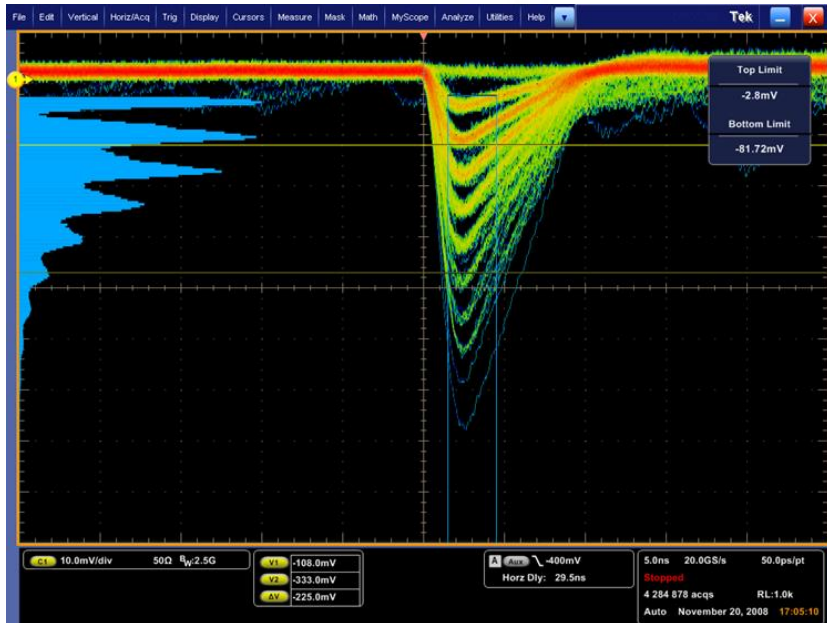 File Edit Vertical Horiz/Acq Trig Display Cursors Measure Mask Math MyScope Analyze Utilities Help Tek X
1
Top Limit
-2.8mV
Bottom Limit
-81.72mV
C1 10.0mV/div 50Ω BW:2.5G
V1 -108.0mV
V2 -333.0mV
ΔV -225.0mV
A Aux -400mV
Horz Dly: 29.5ns
5.0ns 20.0GS/s 50.0ps/pt
Stopped
4 284 878 acqs RL:1.0k
Auto November 20, 2008 17:05:10